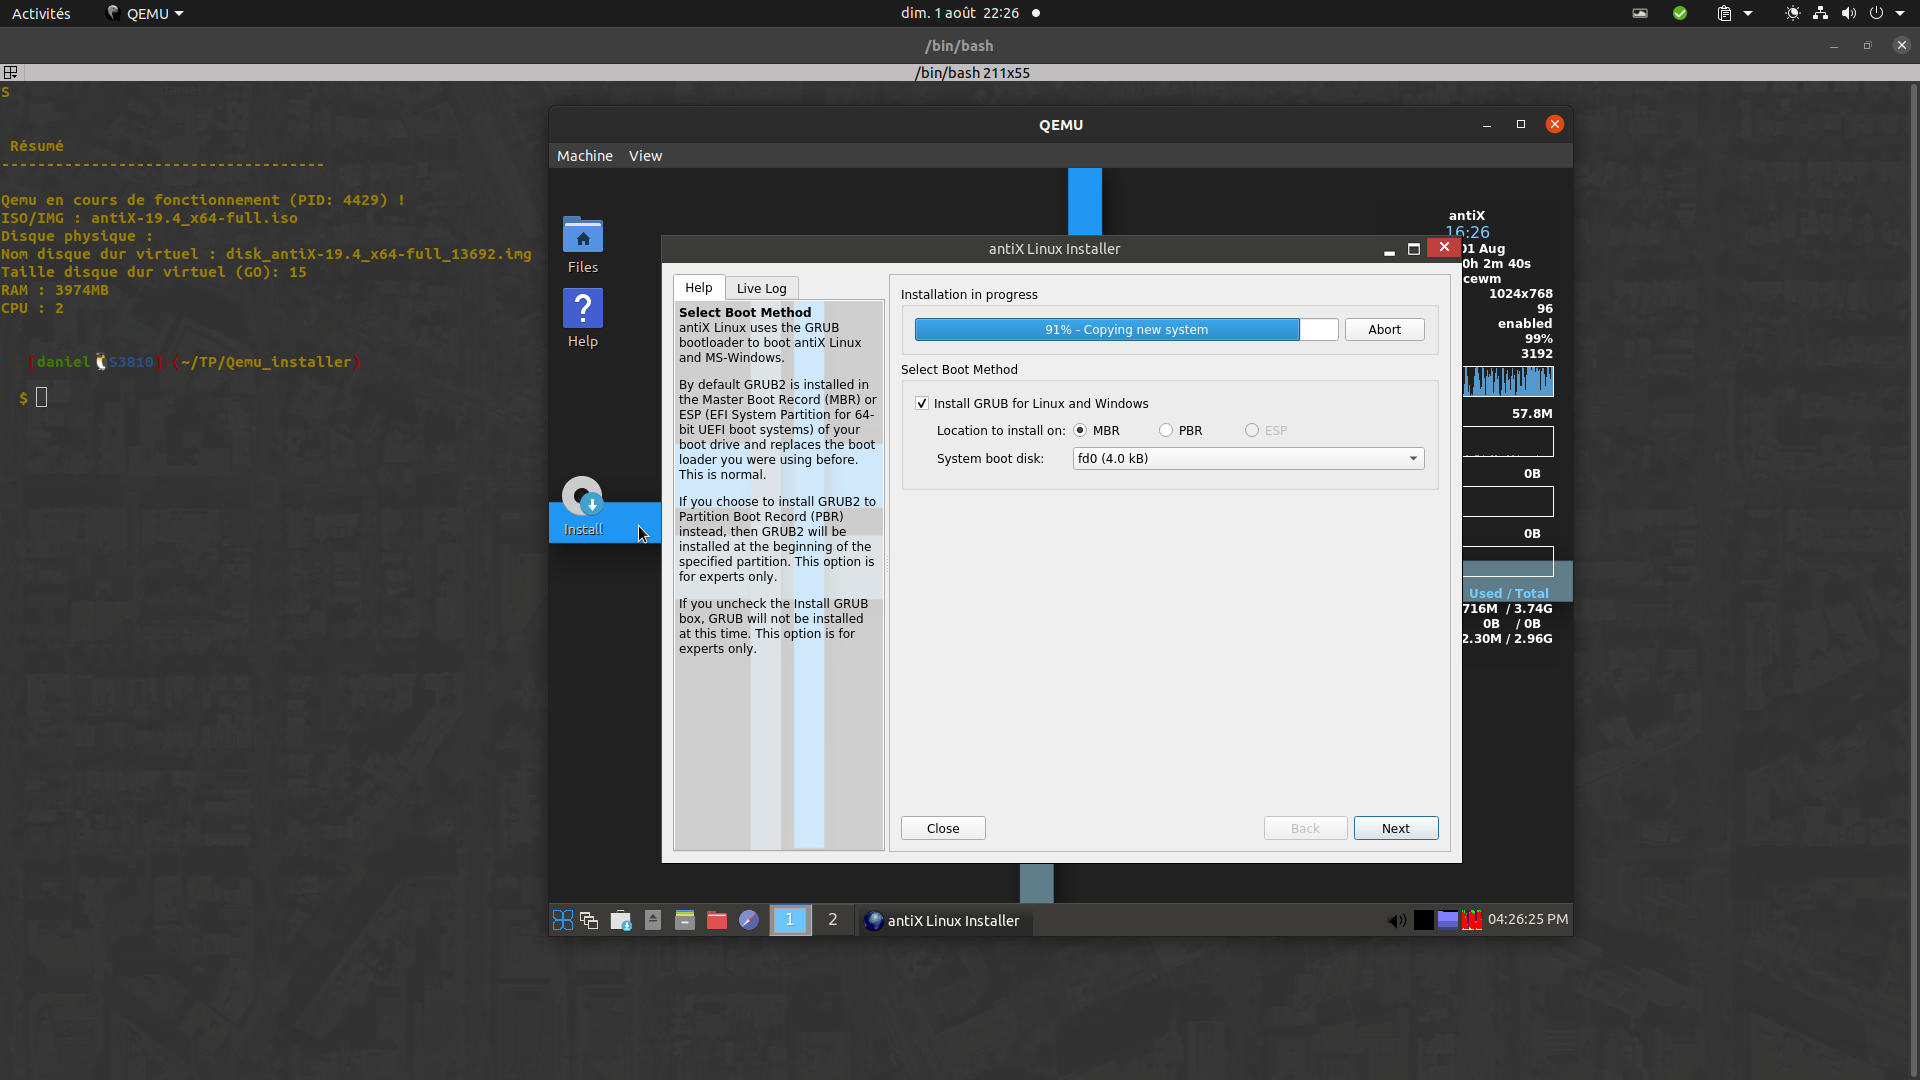 Activités
QEMU
dim. 1 août 22:26
/bin/bash
/bin/bash 211x55
s
Résumé
------------------------------------
Qemu en cours de fonctionnement (PID: 4429) !
ISO/IMG : antiX-19.4_x64-full.iso
Disque physique :
Nom disque dur virtuel : disk_antiX-19.4_x64-full_13692.img
Taille disque dur virtuel (GO): 15
RAM : 3974MB
CPU : 2
[daniel🐧S3810]-(~/TP/Qemu_installer)
$
QEMU
Machine View
Files
Help
Install
antiX
16:26
01 Aug
0h 2m 40s
cewm
1024x768
96
enabled
99%
3192
57.8M
0B
0B
Used / Total
716M / 3.74G
0B / 0B
2.30M / 2.96G
antiX Linux Installer
Help
Live Log
Select Boot Method
antiX Linux uses the GRUB
bootloader to boot antiX Linux
and MS-Windows.
By default GRUB2 is installed in
the Master Boot Record (MBR) or
ESP (EFI System Partition for 64-
bit UEFI boot systems) of your
boot drive and replaces the boot
loader you were using before.
This is normal.
If you choose to install GRUB2 to
Partition Boot Record (PBR)
instead, then GRUB2 will be
installed at the beginning of the
specified partition. This option is
for experts only.
If you uncheck the Install GRUB
box, GRUB will not be installed
at this time. This option is for
experts only.
Installation in progress
91% - Copying new system
Abort
Select Boot Method
Install GRUB for Linux and Windows
Location to install on: MBR PBR ESP
System boot disk: fd0 (4.0 kB)
Close
Back
Next
1
2
antiX Linux Installer
04:26:25 PM